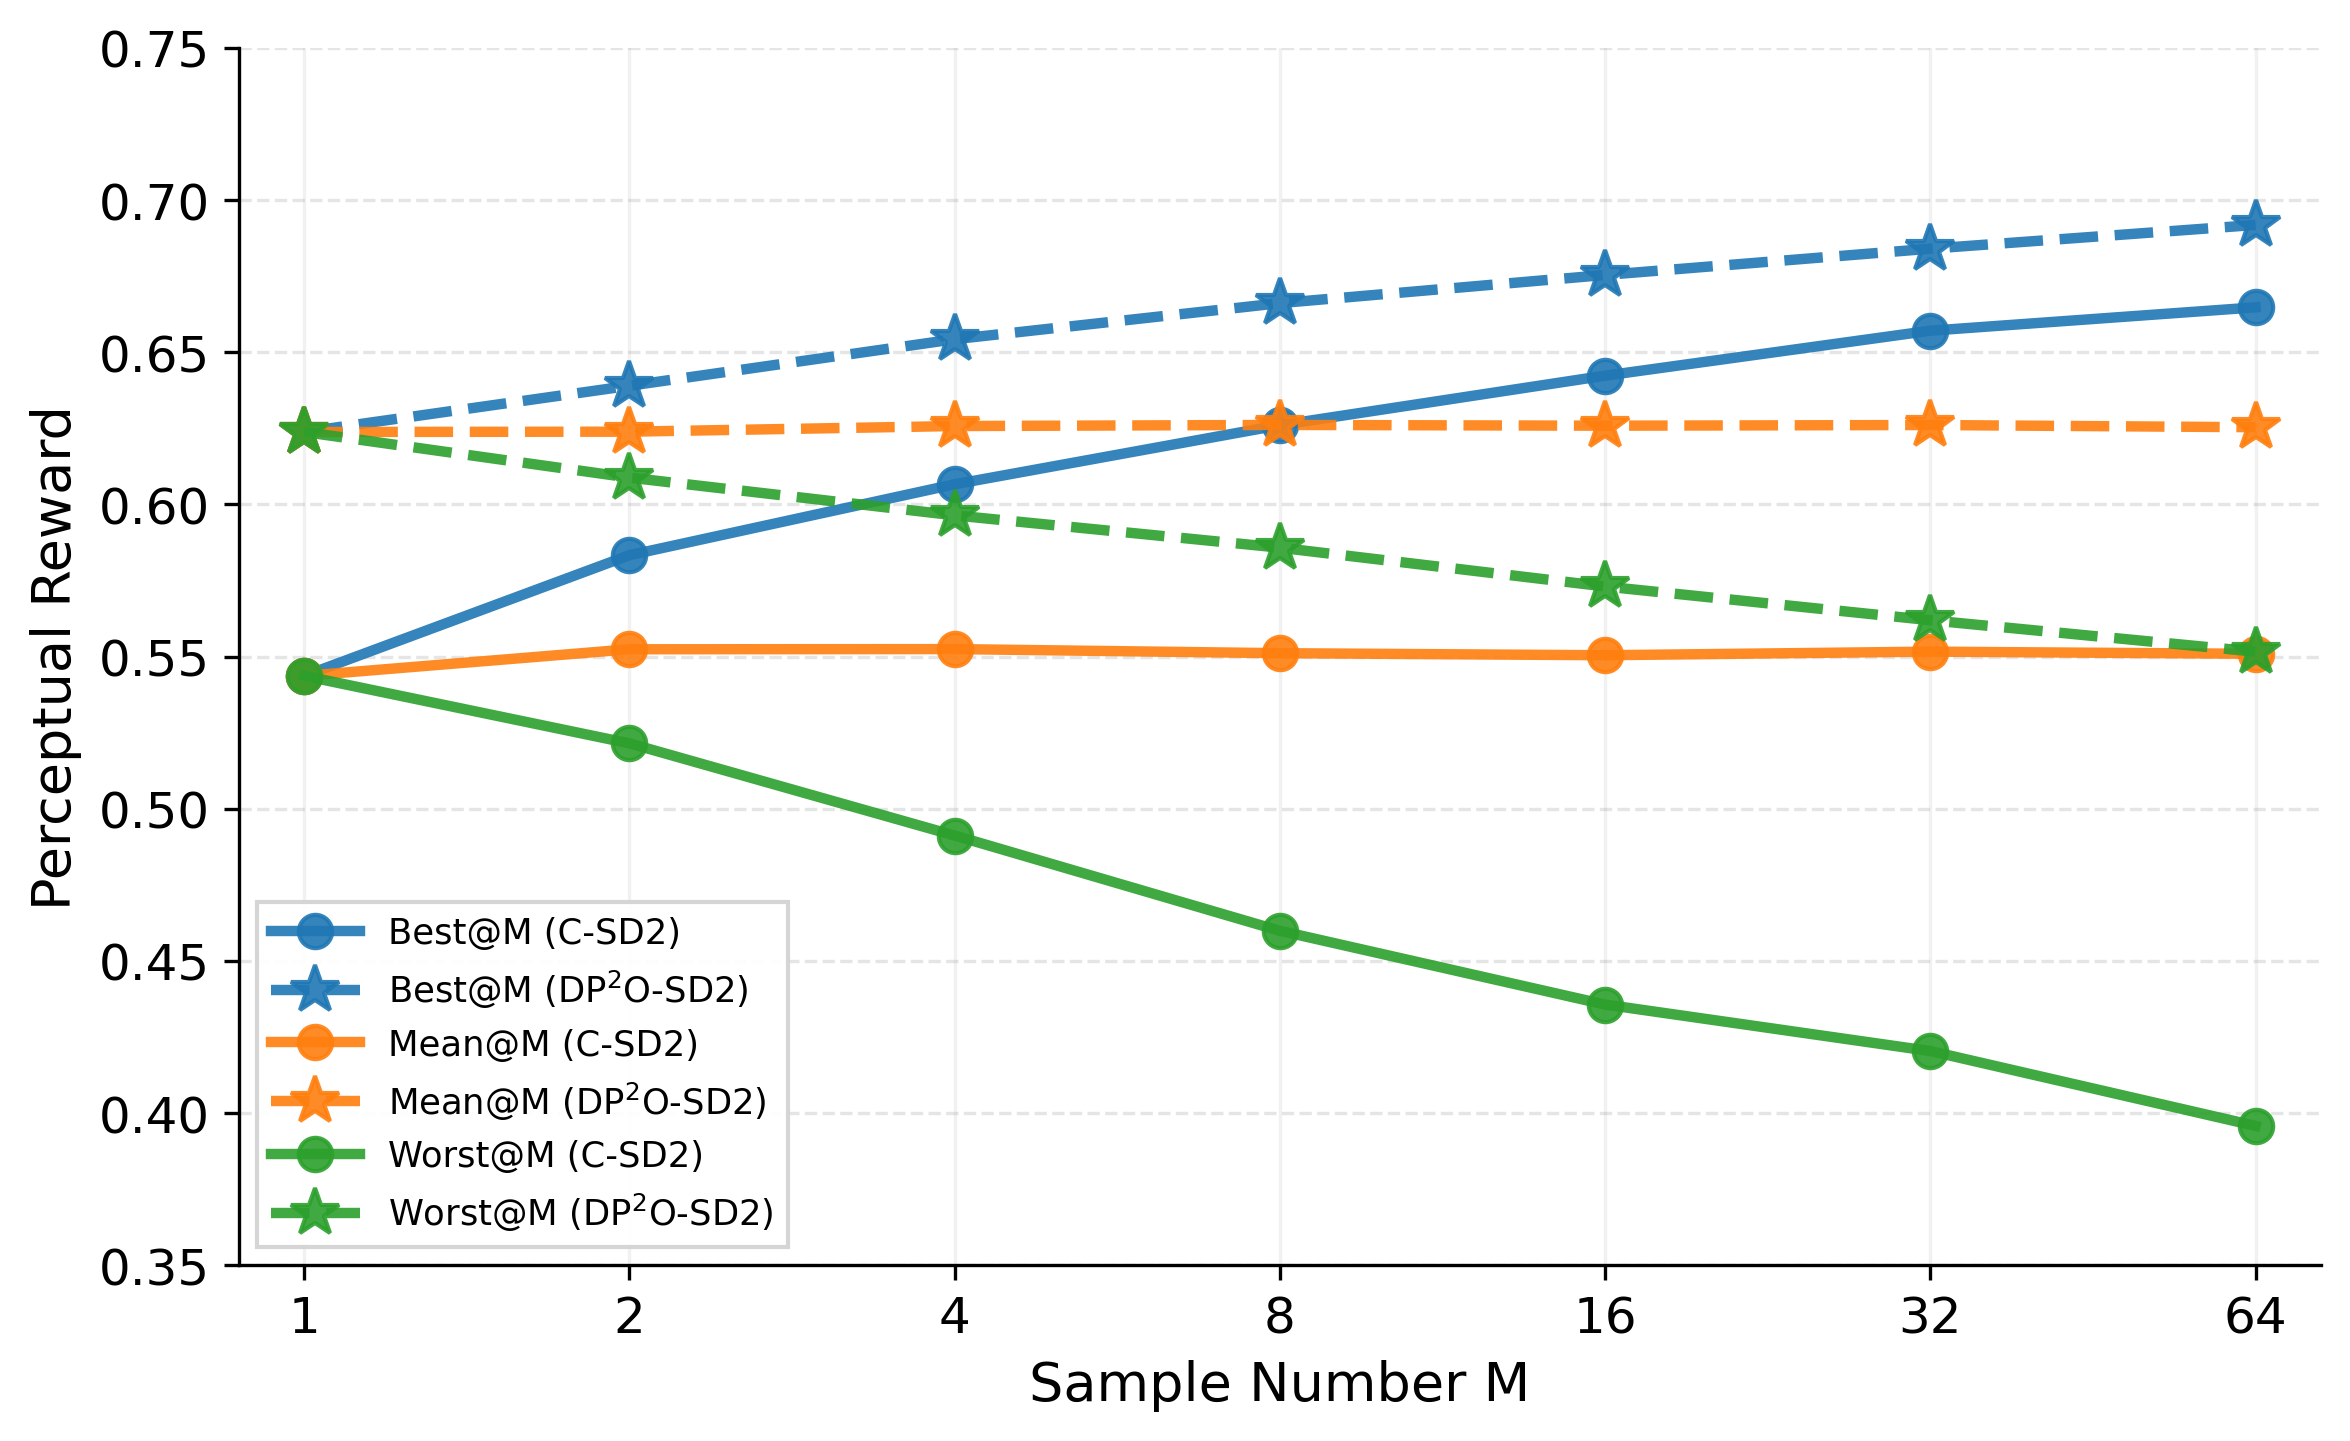 0.75
0.70
0.65
0.60
0.55
0.50
0.45
0.40
0.35
Perceptual Reward
Best@M (C-SD2)
Best@M (DP²O-SD2)
Mean@M (C-SD2)
Mean@M (DP²O-SD2)
Worst@M (C-SD2)
Worst@M (DP²O-SD2)
1 2 4 8 16 32 64
Sample Number M